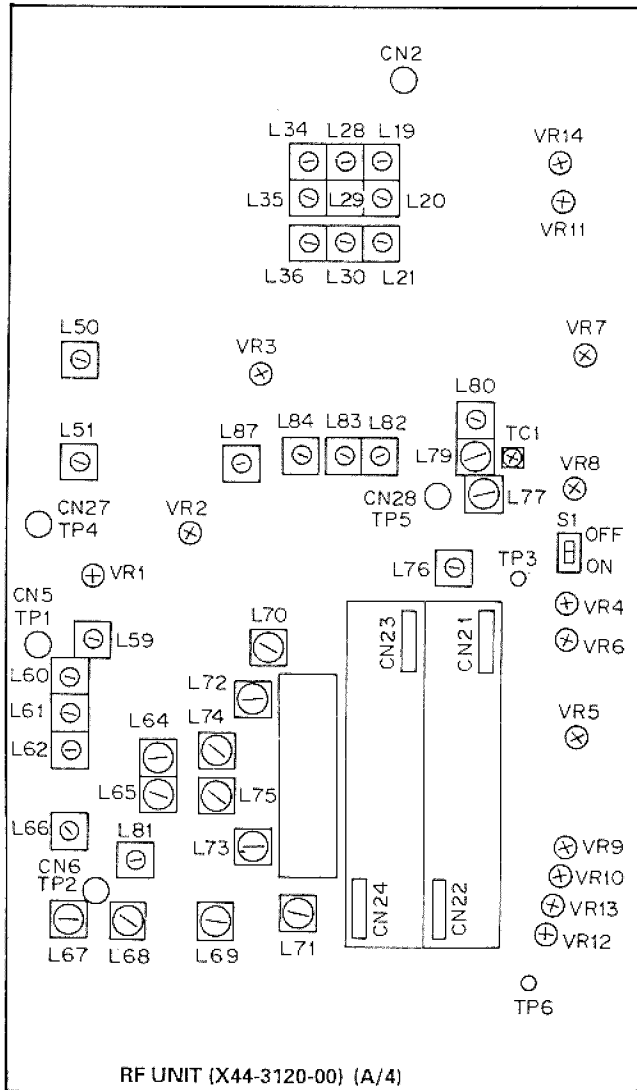 CN2
L34 L28 L19
VR14
L35 L29 L20
VR11
L36 L30 L21
L50
VR3
VR7
L80
L51
L87
L84 L83 L82
L79
TC1
CN27
TP4
VR2
CN28
TP5
L77
VR8
S1
OFF
ON
VR1
L76
TP3
CN5
TP1
L59
L70
CN23
CN21
VR4
VR6
L60
L61
L62
L72
L64
L74
VR5
L65
L75
L66
L81
L73
VR9
CN6
TP2
VR10
CN24
CN22
VR13
VR12
L67
L68
L69
L71
TP6
RF UNIT (X44-3120-00) (A/4)